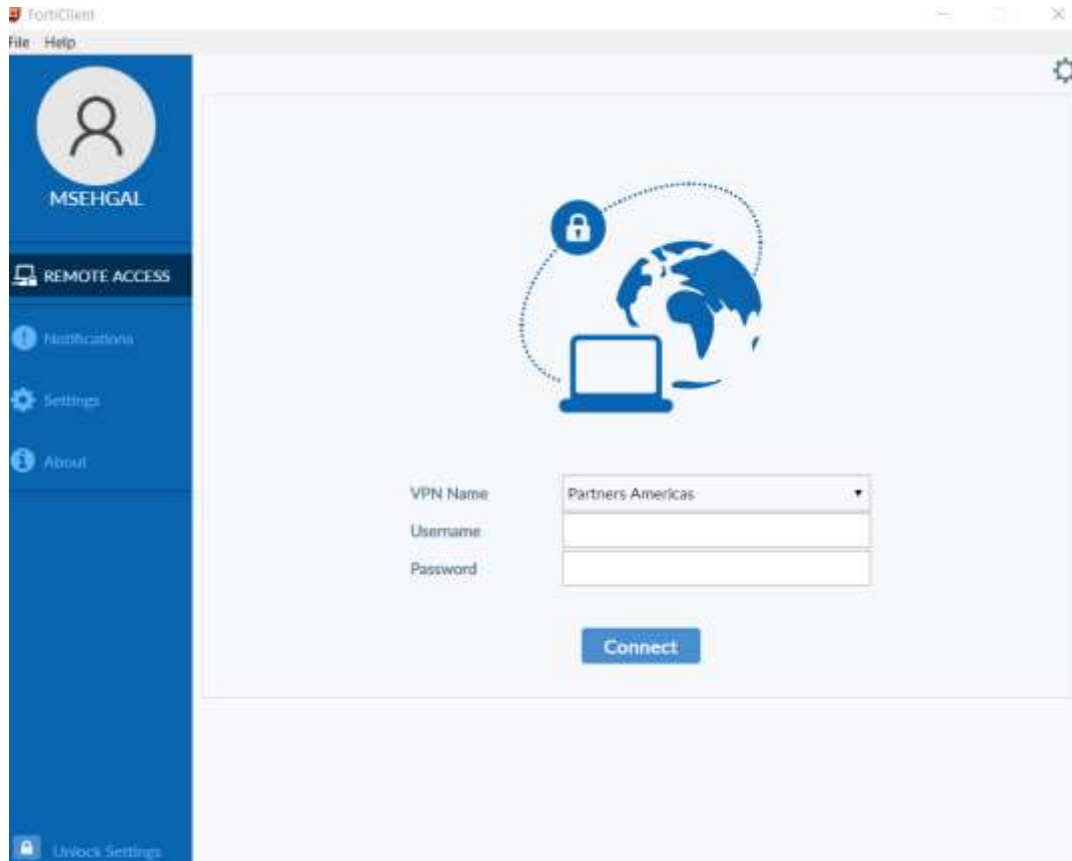 FortiClient
File Help
MSEHGAL
REMOTE ACCESS
Notifications
Settings
About
VPN Name Partners Americas
Username
Password
Connect
Unlock Settings